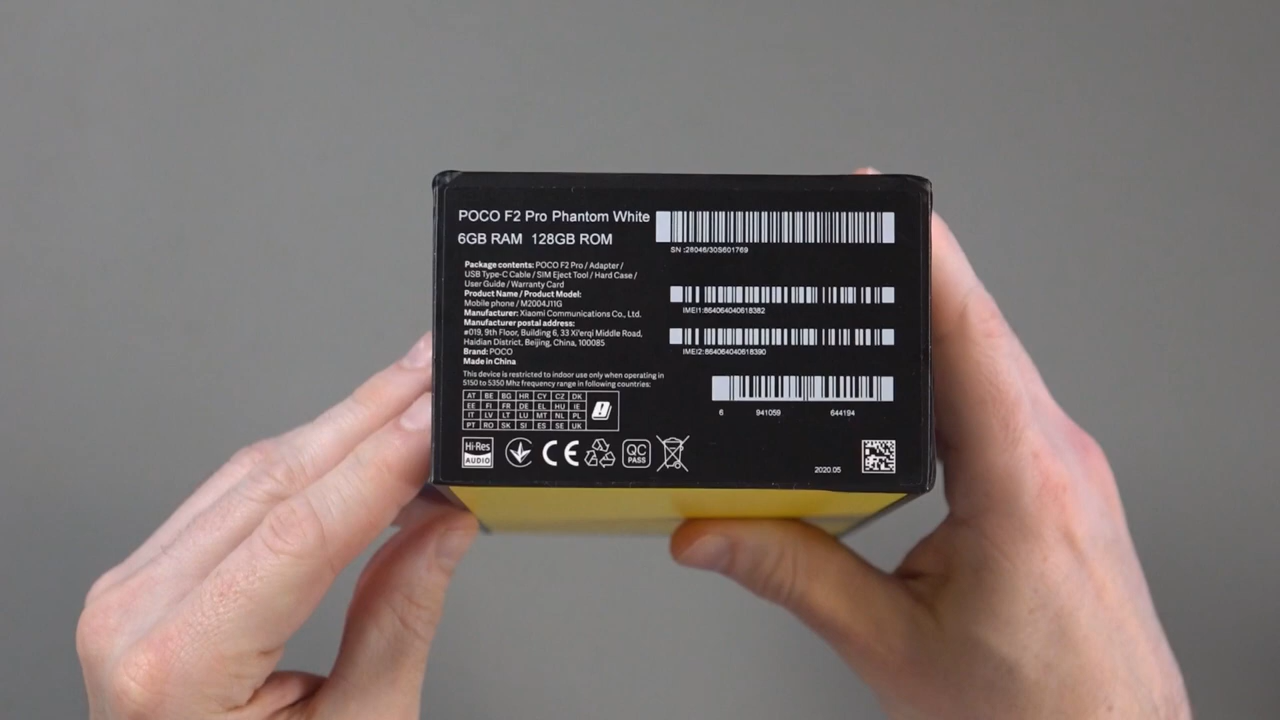 POCO F2 Pro Phantom White
6GB RAM 128GB ROM
SN :28046/30S601769
Package contents: POCO F2 Pro / Adapter /
USB Type-C Cable / SIM Eject Tool / Hard Case /
User Guide / Warranty Card
Product Name / Product Model:
Mobile phone / M2004J11G
Manufacturer: Xiaomi Communications Co., Ltd.
Manufacturer postal address:
#019, 9th Floor, Building 6, 33 Xi'erqi Middle Road,
Haidian District, Beijing, China, 100085
Brand: POCO
Made in China
IMEI1:864064040618382
IMEI2:864064040618390
This device is restricted to indoor use only when operating in
5150 to 5350 Mhz frequency range in following countries:
AT BE BG HR CY CZ DK
EE FI FR DE EL HU IE
IT LV LT LU MT NL PL
PT RO SK SI ES SE UK
6 941059 644194
Hi-Res
AUDIO
CE
QC
PASS
2020.05